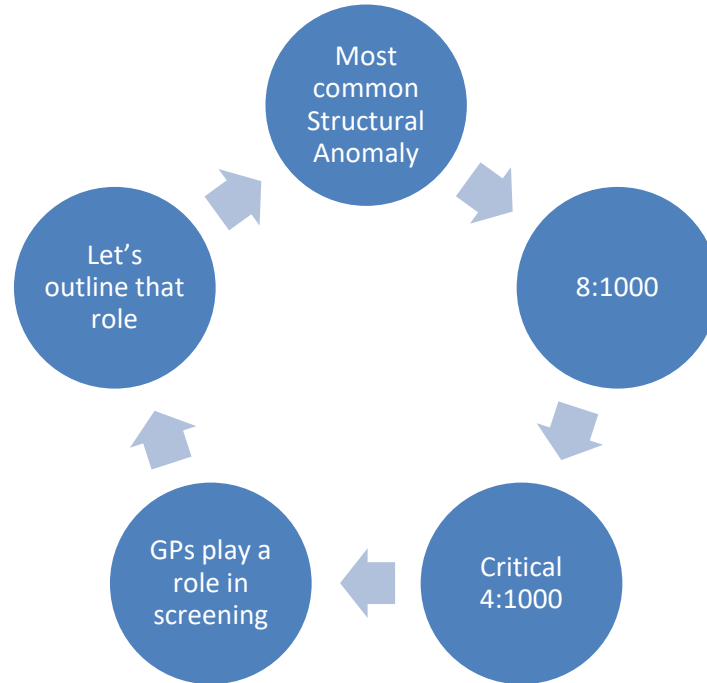 Most
common
Structural
Anomaly
8:1000
Critical
4:1000
GPs play a
role in
screening
Let’s
outline that
role